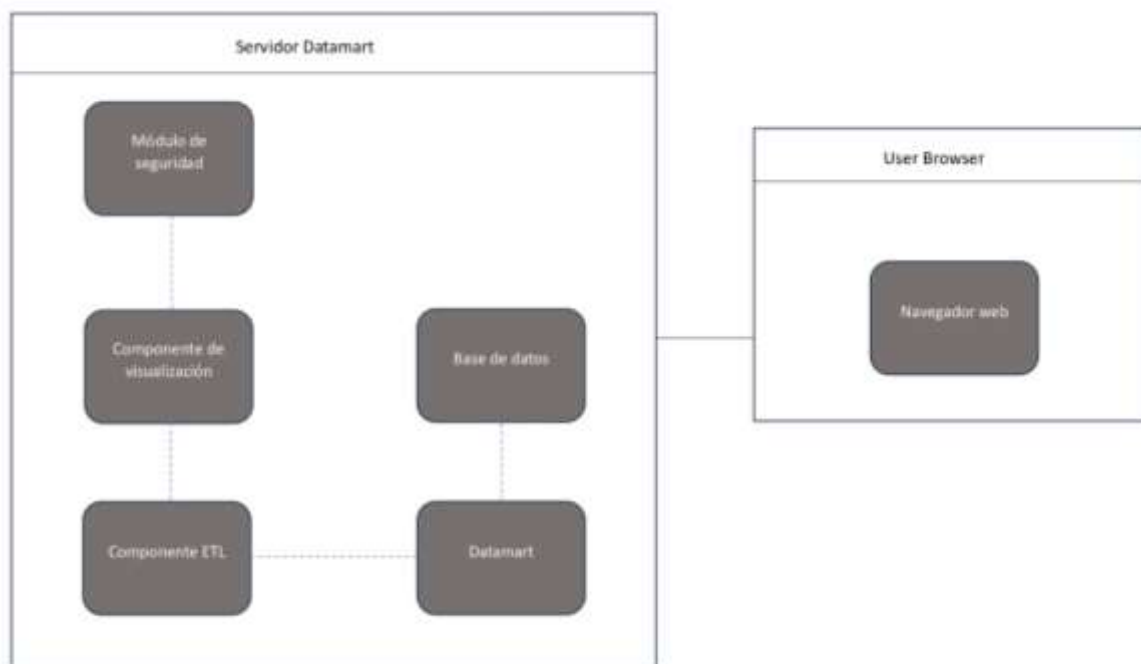 Servidor Datamart
Módulo de
seguridad
Componente de
visualización
Base de datos
Componente ETL
Datamart
User Browser
Navegador web